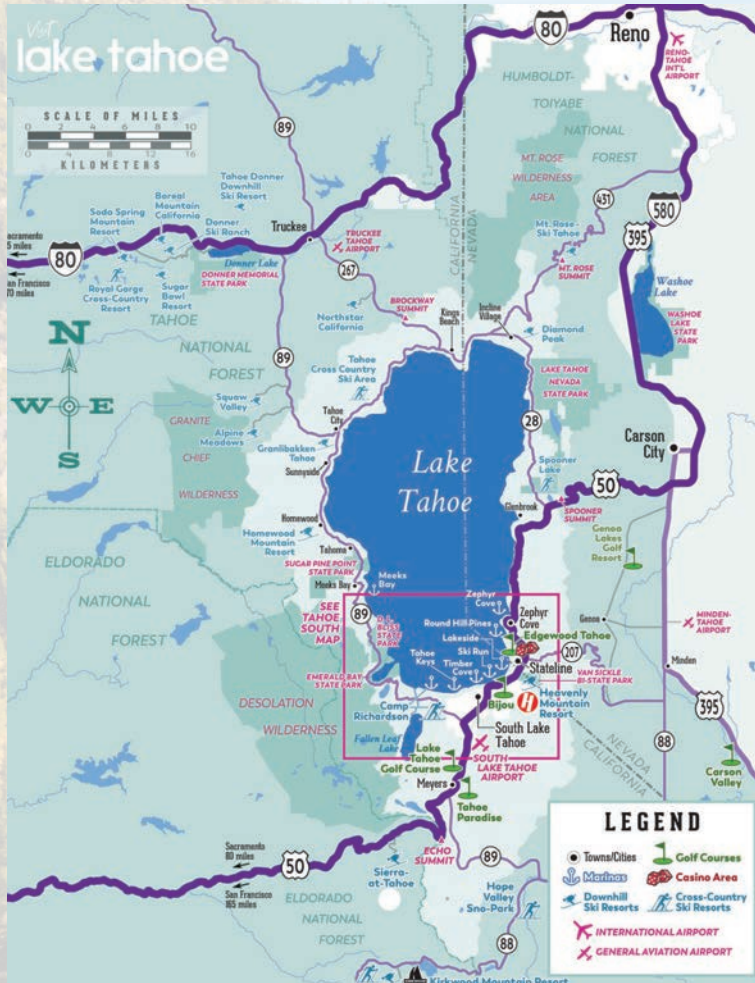 Visit
lake tahoe
SCALE OF MILES
0 2 4 6 8 10
0 4 8 12 16
KILOMETERS
80
Reno
RENO-
TAHOE
INT'L
AIRPORT
HUMBOLDT-
TOIYABE
NATIONAL
FOREST
89
MT. ROSE
WILDERNESS
AREA
Tahoe Donner
Downhill
Ski Resort
Boreal
Mountain
California
Soda Spring
Mountain
Resort
Donner
Ski Ranch
Truckee
431
580
395
Mt. Rose-
Ski Tahoe
TRUCKEE
TAHOE
AIRPORT
CALIFORNIA
NEVADA
Sacramento
miles
San Francisco
miles
80
Donner Lake
DONNER MEMORIAL
STATE PARK
267
MT. ROSE
SUMMIT
Washoe
Lake
Royal Gorge
Cross-Country
Resort
Sugar
Bowl
Resort
BROCKWAY
SUMMIT
Kings
Beach
Incline
Village
WASHOE
LAKE
STATE
PARK
TAHOE
NATIONAL
FOREST
Northstar
California
Diamond
Peak
N
W E
S
89
Tahoe
Cross Country
Ski Area
LAKE TAHOE
NEVADA
STATE PARK
Squaw
Valley
Tahoe
City
28
Alpine
Meadows
GRANITE
CHIEF
WILDERNESS
Granlibakken
Tahoe
Sunnyside
Lake
Tahoe
Spooner
Lake
Carson
City
50
SPOONER
SUMMIT
Glenbrook
Homewood
Homewood
Mountain
Resort
Tahoma
Genoa
Lakes
Golf
Resort
ELDORADO
NATIONAL
FOREST
SUGAR PINE POINT
STATE PARK
Meeks Bay
Meeks
Bay
SEE
TAHOE
SOUTH
MAP
89
D.L.
BLISS
STATE
PARK
Zephyr
Cove
Zephyr
Cove
Round Hill Pines
Edgewood Tahoe
Lakeside
Ski Run
Stateline
Tahoe
Keys
Timber
Cove
207
Genoa
MINDEN-
TAHOE
AIRPORT
Minden
VAN SICKLE
BI-STATE PARK
EMERALD BAY
STATE PARK
Bijou
Heavenly
Mountain
Resort
DESOLATION
WILDERNESS
Camp
Richardson
South Lake
Tahoe
Fallen Leaf
Lake
395
88
NEVADA
CALIFORNIA
Lake
Tahoe
Golf Course
SOUTH
LAKE TAHOE
AIRPORT
Carson
Valley
Meyers
Tahoe
Paradise
Sacramento
80 miles
San Francisco
165 miles
50
ECHO
SUMMIT
89
Sierra-
at-Tahoe
ELDORADO
NATIONAL
FOREST
Hope
Valley
Sno-Park
88
Kirkwood Mountain Resort
LEGEND
Towns/Cities
Golf Courses
Marinas
Casino Area
Downhill
Ski Resorts
Cross-Country
Ski Resorts
INTERNATIONAL AIRPORT
GENERAL AVIATION AIRPORT